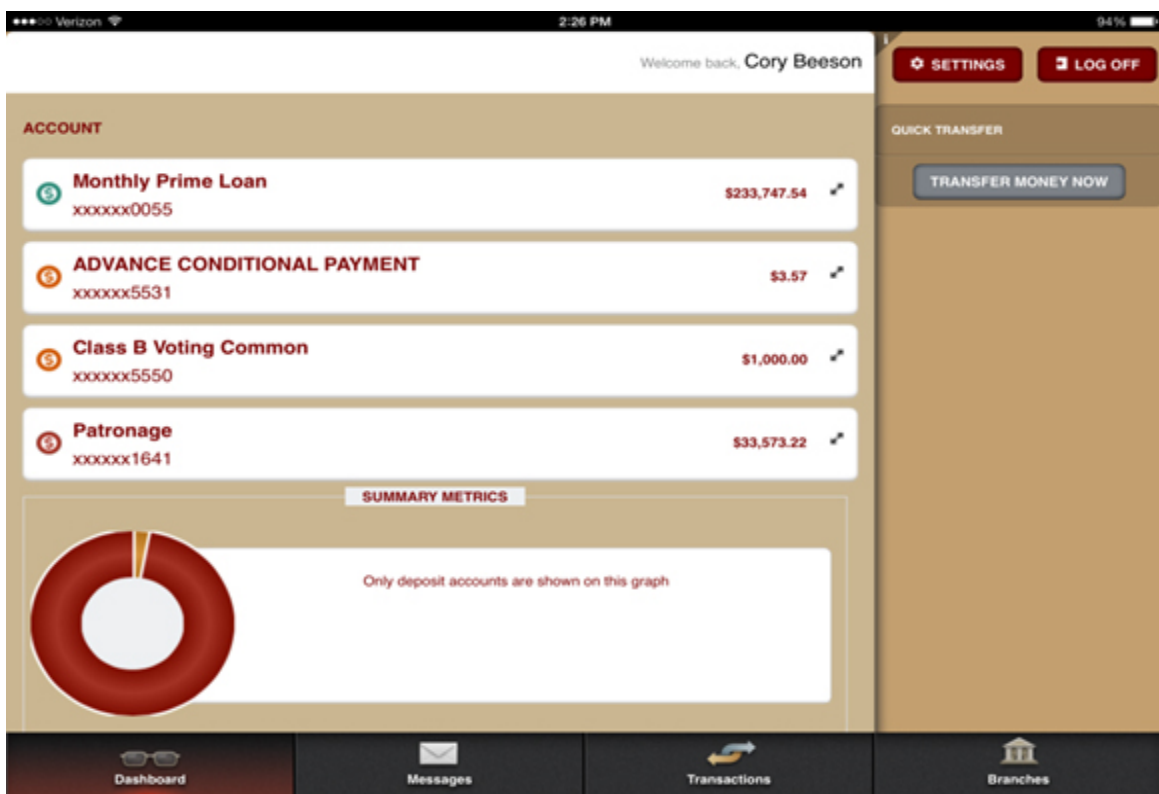 Verizon 2:26 PM 94%
Welcome back, Cory Beeson
SETTINGS LOG OFF
ACCOUNT
QUICK TRANSFER
TRANSFER MONEY NOW
Monthly Prime Loan
xxxxxx0055
$233,747.54
ADVANCE CONDITIONAL PAYMENT
xxxxxx5531
$3.57
Class B Voting Common
xxxxxx5550
$1,000.00
Patronage
xxxxxx1641
$33,573.22
SUMMARY METRICS
Only deposit accounts are shown on this graph
Dashboard Messages Transactions Branches